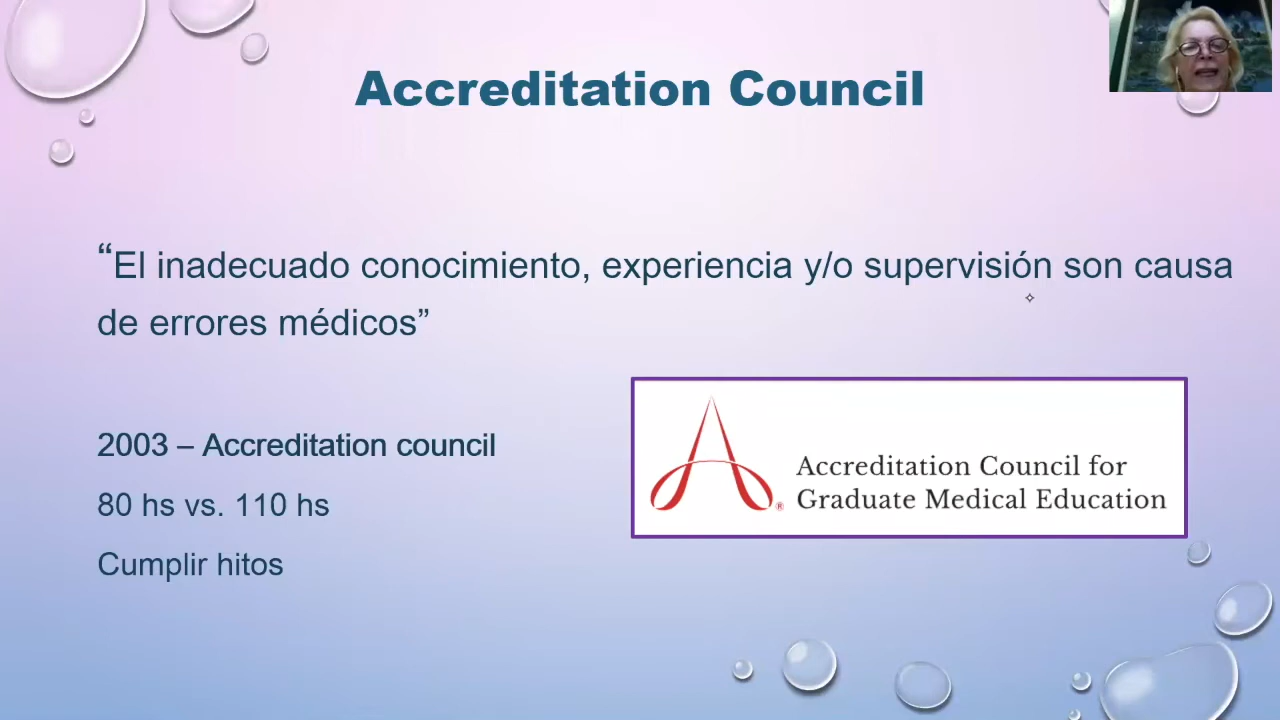 Accreditation Council
“El inadecuado conocimiento, experiencia y/o supervisión son causa
de errores médicos”
2003 – Accreditation council
80 hs vs. 110 hs
Cumplir hitos
Accreditation Council for
Graduate Medical Education
®